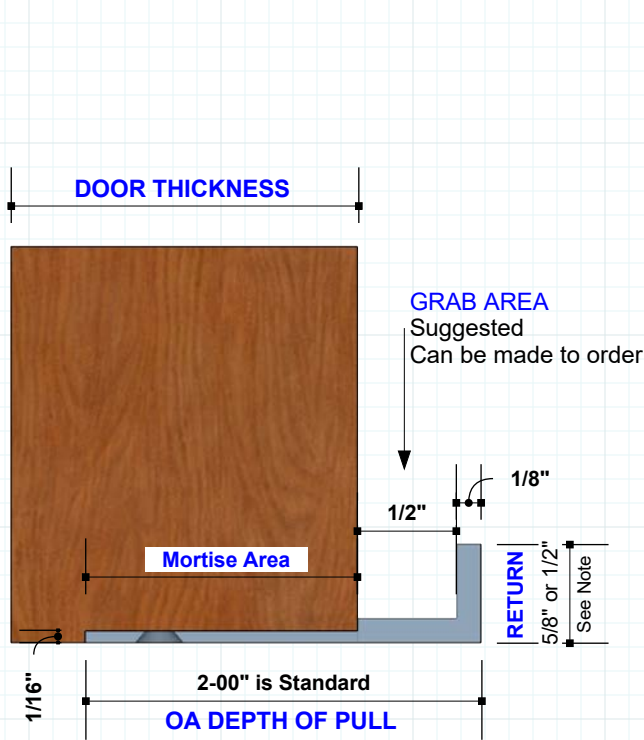 DOOR THICKNESS
GRAB AREA
Suggested
Can be made to order
1/8"
1/2"
Mortise Area
RETURN
5/8" or 1/2"
See Note
1/16"
2-00" is Standard
OA DEPTH OF PULL